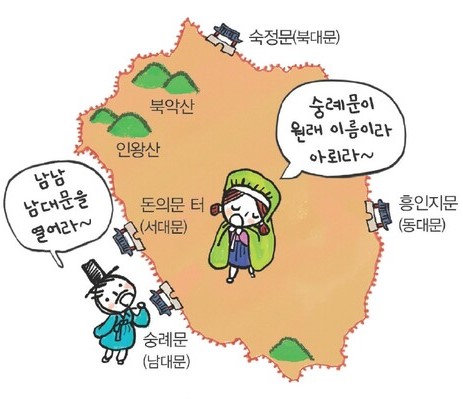 숙정문(북대문)
북악산
인왕산
숭례문이
원래 이름이라
아뢰라~
남남
남대문을
열어라~
돈의문 터
(서대문)
흥인지문
(동대문)
숭례문
(남대문)